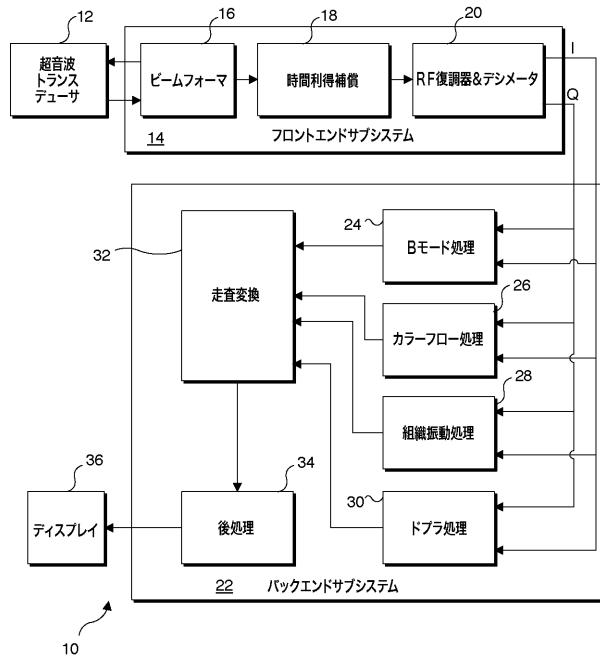 12
16
18
20
I
超音波
トランス
デューサ
ビームフォーマ
時間利得補償
RF復調器&デシメータ
Q
14
フロントエンドサブシステム
24
Bモード処理
32
走査変換
26
カラーフロー処理
28
組織振動処理
36
34
30
ディスプレイ
後処理
ドプラ処理
22
バックエンドサブシステム
10